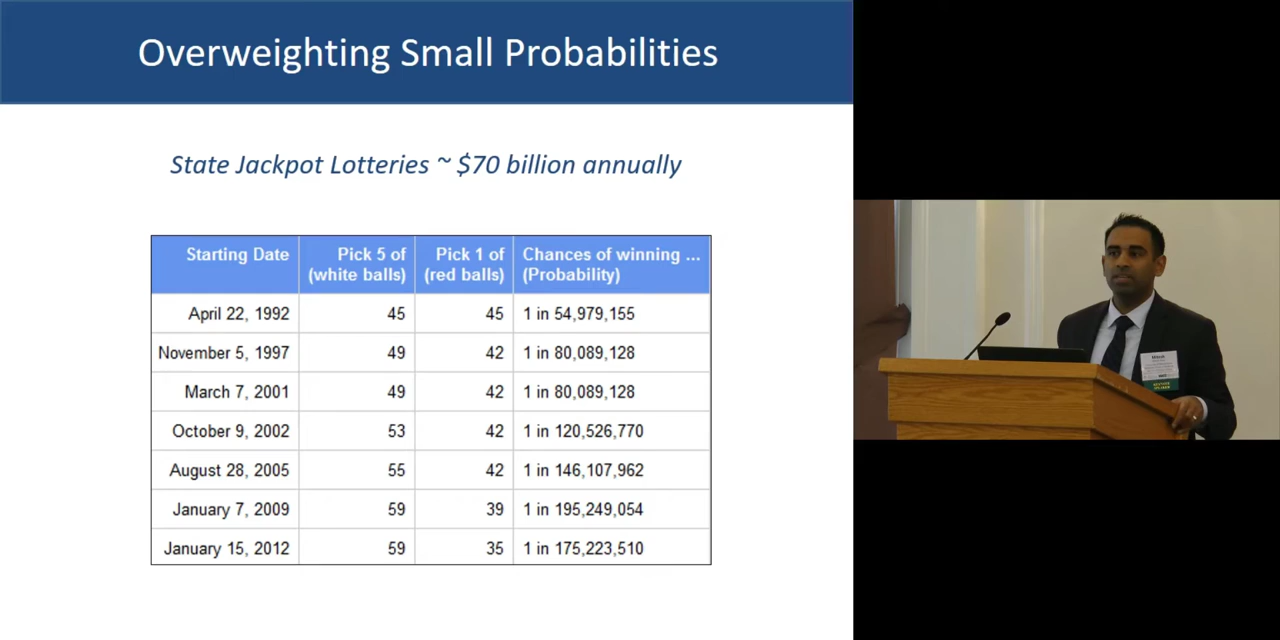 Overweighting Small Probabilities
State Jackpot Lotteries ~ $70 billion annually
Starting Date Pick 5 of (white balls) Pick 1 of (red balls) Chances of winning ... (Probability)
April 22, 1992 45 45 1 in 54,979,155
November 5, 1997 49 42 1 in 80,089,128
March 7, 2001 49 42 1 in 80,089,128
October 9, 2002 53 42 1 in 120,526,770
August 28, 2005 55 42 1 in 146,107,962
January 7, 2009 59 39 1 in 195,249,054
January 15, 2012 59 35 1 in 175,223,510